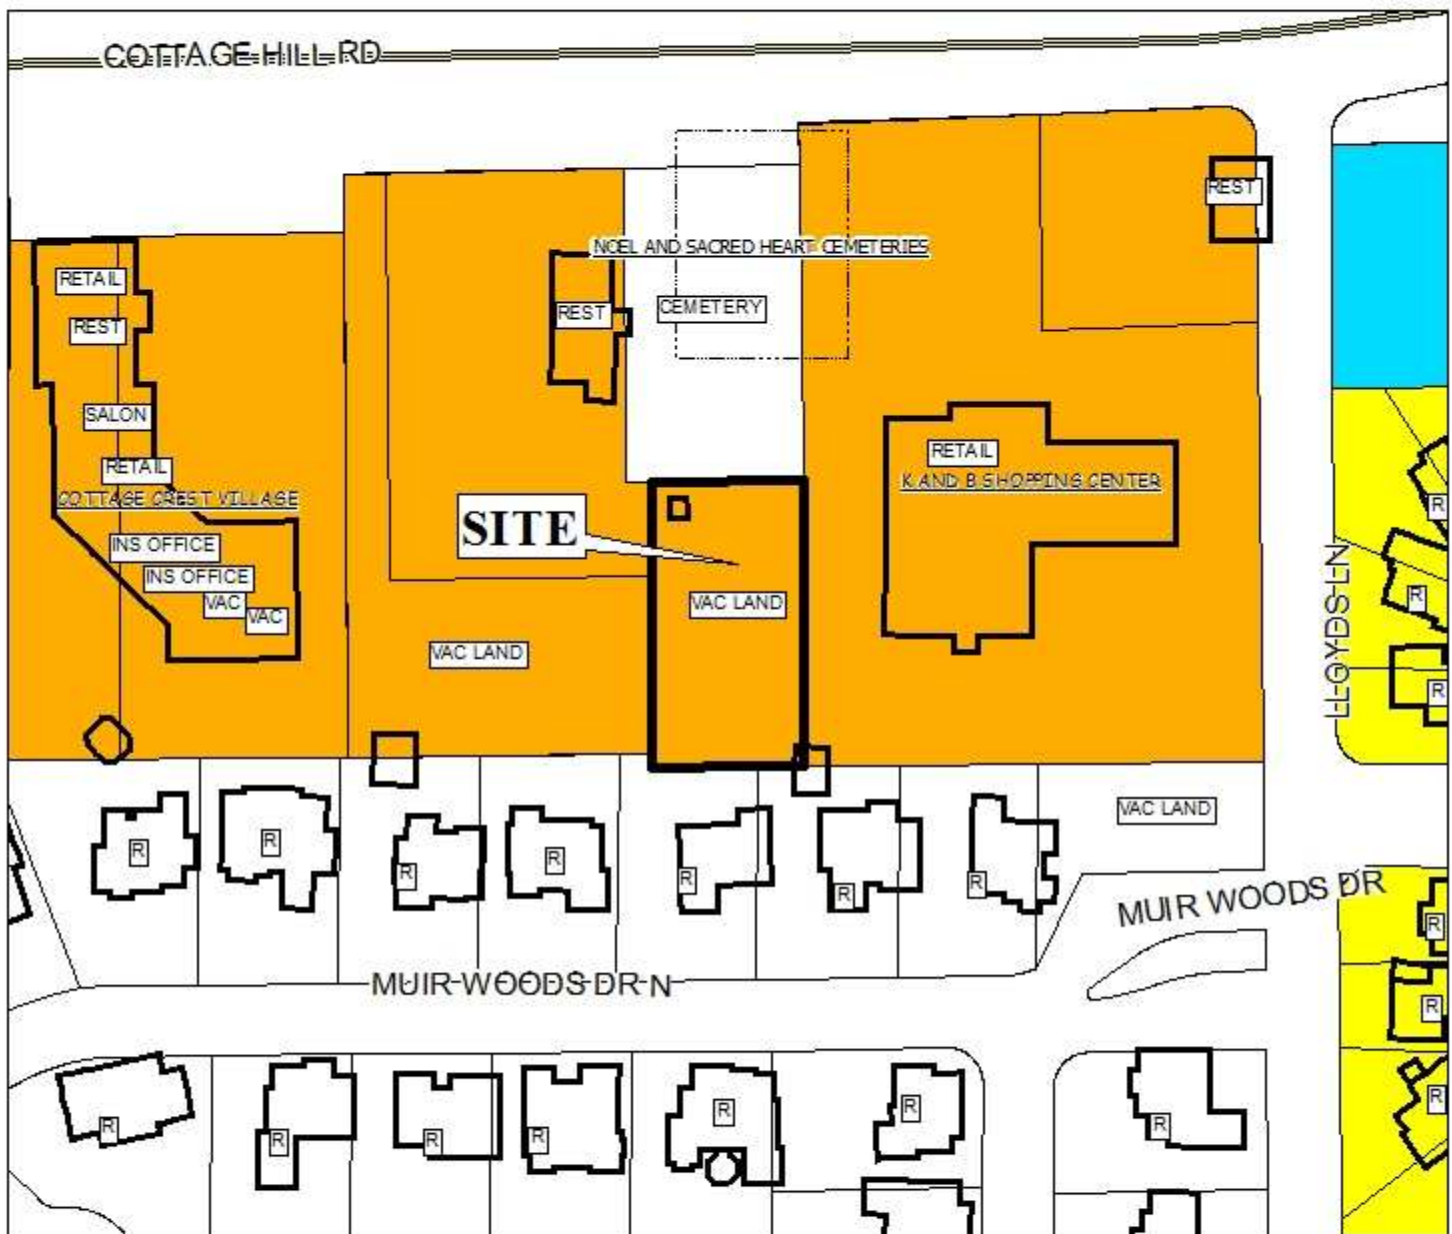 COTTAGE HILL RD
REST
NOEL AND SACRED HEART CEMETERIES
RETAIL
REST
CEMETERY
REST
SALON
RETAIL
RETAIL
COTTAGE CREST VILLAGE
K AND B SHOPPING CENTER
SITE
R
INS OFFICE
INS OFFICE
VAC
VAC
VAC LAND
VAC LAND
LLOYDS LN
R
R
VAC LAND
R
R
R
R
R
R
R
MUIR WOODS DR
R
MUIR WOODS DR N
R
R
R
R
R
R
R
R
R